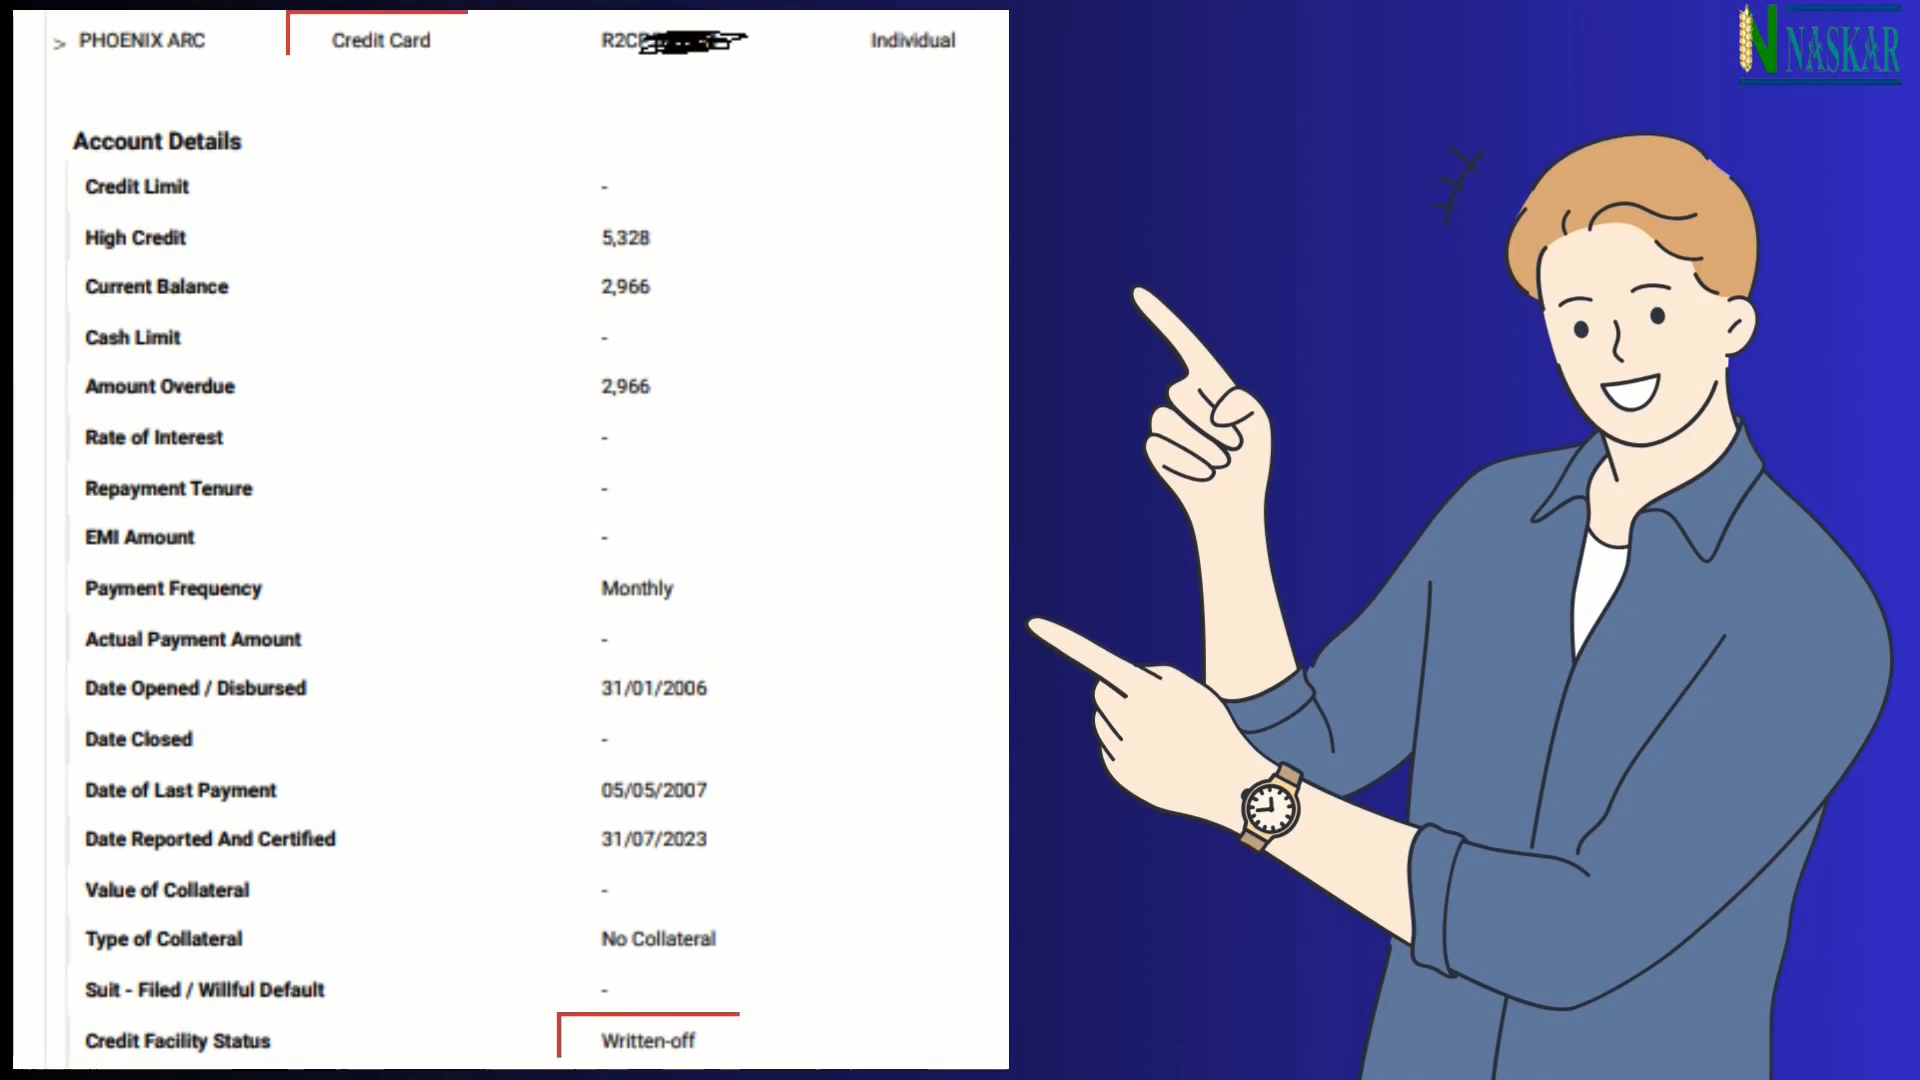 > PHOENIX ARC Credit Card R2C Individual
Account Details
Credit Limit -
High Credit 5,328
Current Balance 2,966
Cash Limit -
Amount Overdue 2,966
Rate of Interest -
Repayment Tenure -
EMI Amount -
Payment Frequency Monthly
Actual Payment Amount -
Date Opened / Disbursed 31/01/2006
Date Closed -
Date of Last Payment 05/05/2007
Date Reported And Certified 31/07/2023
Value of Collateral -
Type of Collateral No Collateral
Suit - Filed / Willful Default -
Credit Facility Status Written-off
N NASKAR